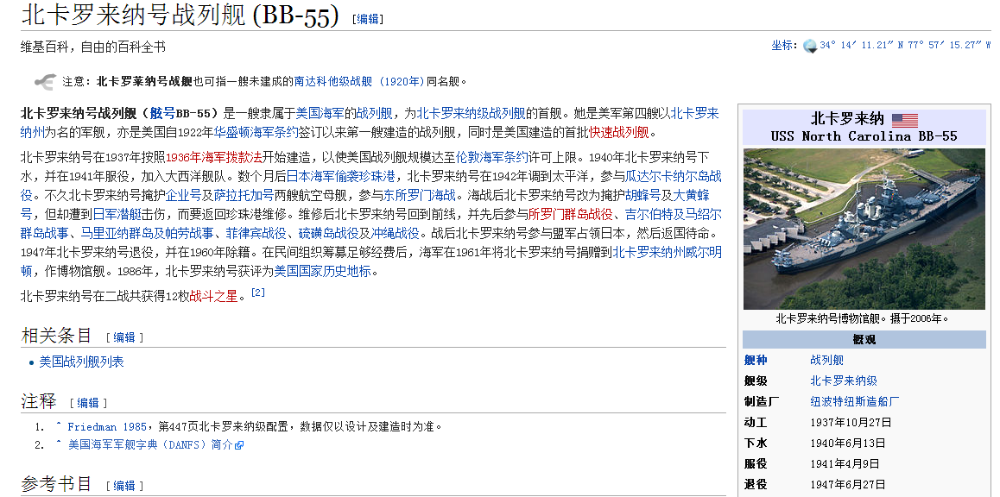 北卡罗来纳号战列舰 (BB-55) [编辑]
维基百科，自由的百科全书
坐标： 34° 14′ 11.21″ N 77° 57′ 15.27″ W
注意：北卡罗莱纳号战舰也可指一艘未建成的南达科他级战舰 (1920年)同名舰。
北卡罗来纳号战列舰（舷号BB-55）是一艘隶属于美国海军的战列舰，为北卡罗来纳级战列舰的首舰。她是美军第四艘以北卡罗来
纳州为名的军舰，亦是美国自1922年华盛顿海军条约签订以来第一艘建造的战列舰，同时是美国建造的首批快速战列舰。
北卡罗来纳号在1937年按照1936年海军拨款法开始建造，以使美国战列舰规模达至伦敦海军条约许可上限。1940年北卡罗来纳号下
水，并在1941年服役，加入大西洋舰队。数个月后日本海军偷袭珍珠港，北卡罗来纳号在1942年调到太平洋，参与瓜达尔卡纳尔岛战
役。不久北卡罗来纳号掩护企业号及萨拉托加号两艘航空母舰，参与东所罗门海战。海战后北卡罗来纳号改为掩护胡蜂号及大黄蜂
号，但却遭到日军潜艇击伤，而要返回珍珠港维修。维修后北卡罗来纳号回到前线，并先后参与所罗门群岛战役、吉尔伯特及马绍尔
群岛战事、马里亚纳群岛及帕劳战事、菲律宾战役、硫磺岛战役及冲绳战役。战后北卡罗来纳号参与盟军占领日本，然后返国待命。
1947年北卡罗来纳号退役，并在1960年除籍。在民间组织筹募足够经费后，海军在1961年将北卡罗来纳号捐赠到北卡罗来纳州威尔明
顿，作博物馆舰。1986年，北卡罗来纳号获评为美国国家历史地标。
北卡罗来纳号在二战共获得12枚战斗之星。[2]
相关条目 [编辑]
• 美国战列舰列表
注释 [编辑]
1. ^ Friedman 1985，第447页北卡罗来纳级配置，数据仅以设计及建造时为准。
2. ^ 美国海军军舰字典（DANFS）简介
参考书目 [编辑]
北卡罗来纳
USS North Carolina BB-55
北卡罗来纳号博物馆舰。摄于2006年。
概观
舰种 战列舰
舰级 北卡罗来纳级
制造厂 纽波特纽斯造船厂
动工 1937年10月27日
下水 1940年6月13日
服役 1941年4月9日
退役 1947年6月27日